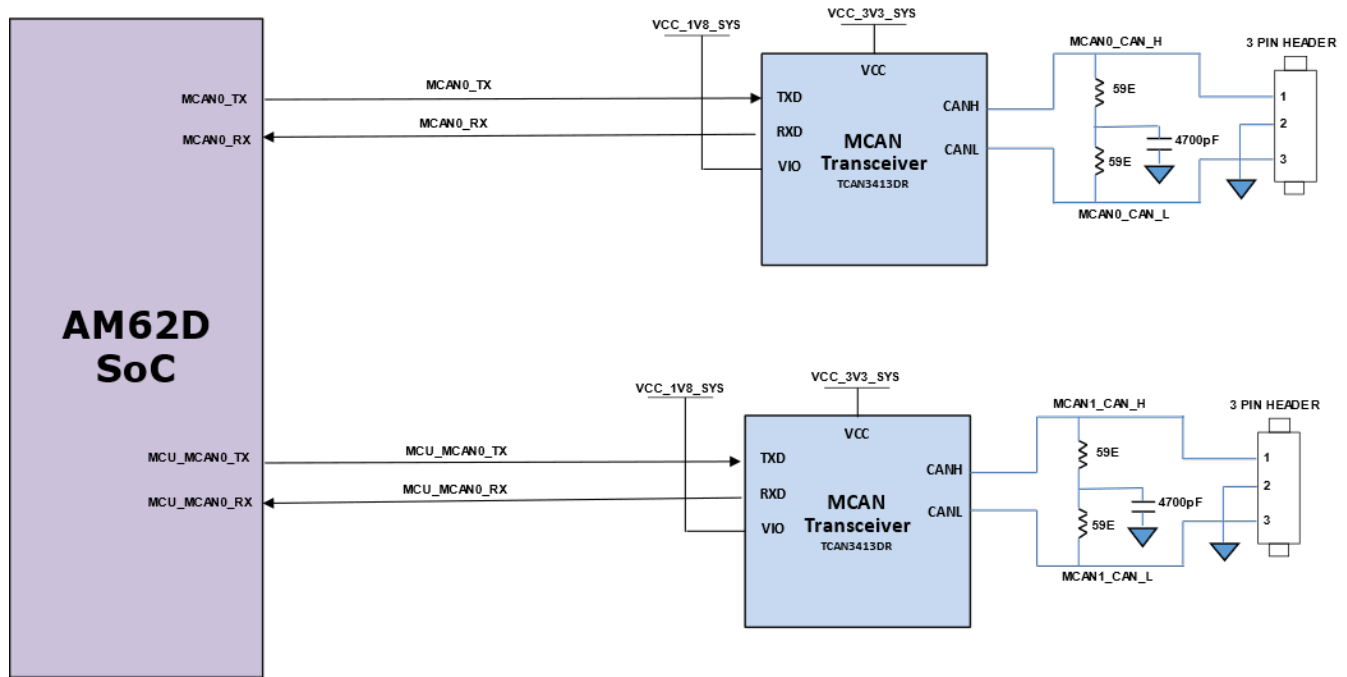 VCC_1V8_SYS
VCC_3V3_SYS
MCAN0_TX
MCAN0_TX
MCAN0_RX
MCAN0_RX
VCC
TXD
RXD
VIO
CANH
CANL
MCAN
Transceiver
TCAN3413DR
MCAN0_CAN_H
59E
4700pF
59E
MCAN0_CAN_L
3 PIN HEADER
1
2
3
AM62D
SoC
VCC_1V8_SYS
VCC_3V3_SYS
MCU_MCAN0_TX
MCU_MCAN0_TX
MCU_MCAN0_RX
MCU_MCAN0_RX
VCC
TXD
RXD
VIO
CANH
CANL
MCAN
Transceiver
TCAN3413DR
MCAN1_CAN_H
59E
4700pF
59E
MCAN1_CAN_L
3 PIN HEADER
1
2
3